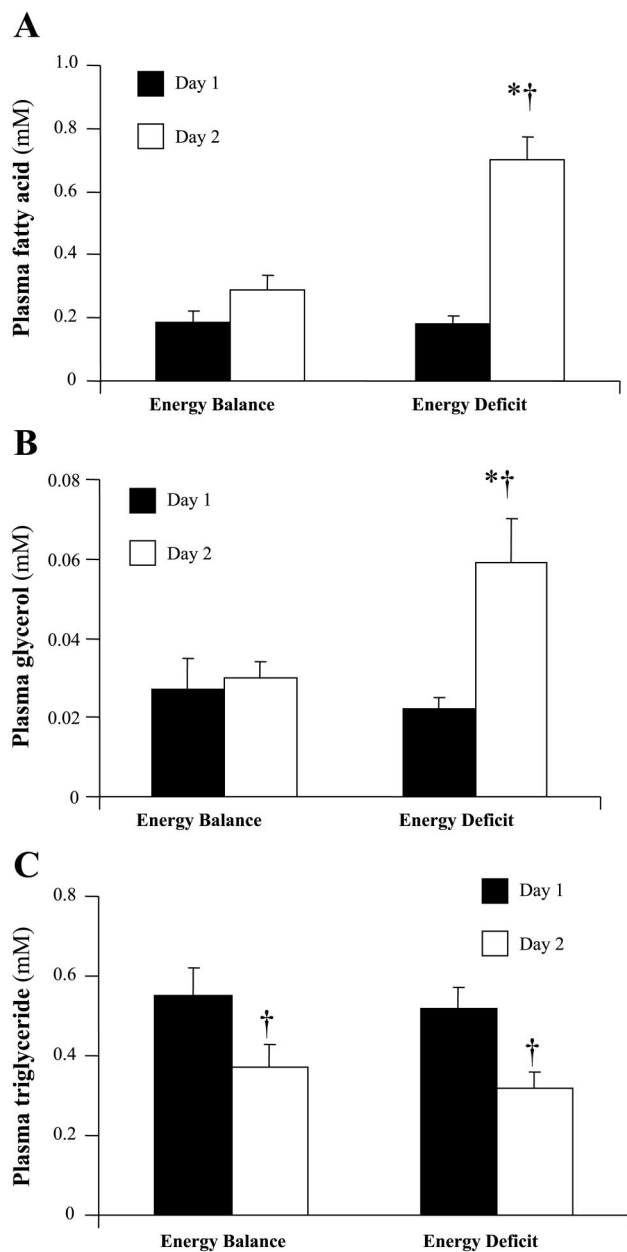 A
Plasma fatty acid (mM)
1.0
0.8
0.6
0.4
0.2
0
Day 1
Day 2
*†
Energy Balance
Energy Deficit
B
Plasma glycerol (mM)
0.08
0.06
0.04
0.02
0
Day 1
Day 2
*†
Energy Balance
Energy Deficit
C
Plasma triglyceride (mM)
0.8
0.6
0.4
0.2
0
Day 1
Day 2
†
†
Energy Balance
Energy Deficit